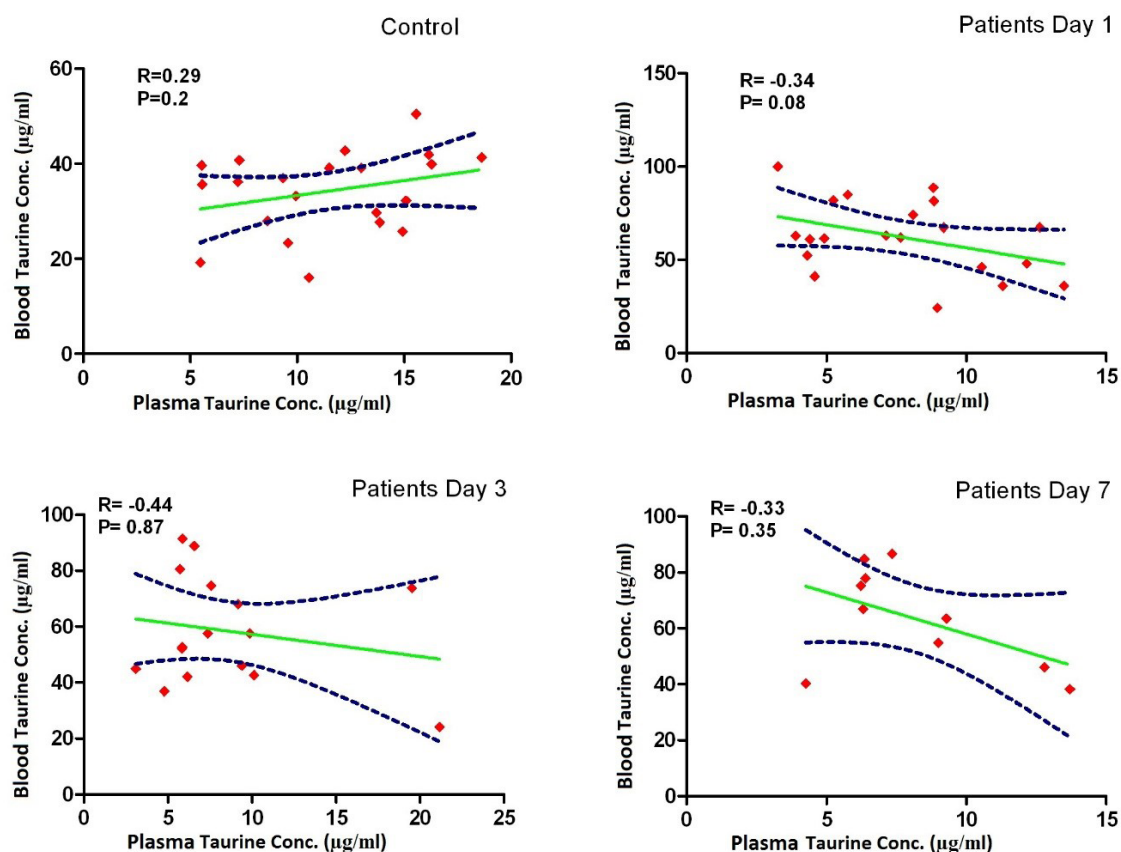 Control
R=0.29
P=0.2
60
40
20
0
0 5 10 15 20
Blood Taurine Conc. (µg/ml)
Plasma Taurine Conc. (µg/ml)
Patients Day 1
R= -0.34
P= 0.08
150
100
50
0
0 5 10 15
Blood Taurine Conc. (µg/ml)
Plasma Taurine Conc. (µg/ml)
Patients Day 3
R= -0.44
P= 0.87
100
80
60
40
20
0
0 5 10 15 20 25
Blood Taurine Conc. (µg/ml)
Plasma Taurine Conc. (µg/ml)
Patients Day 7
R= -0.33
P= 0.35
100
80
60
40
20
0
0 5 10 15
Blood Taurine Conc. (µg/ml)
Plasma Taurine Conc. (µg/ml)